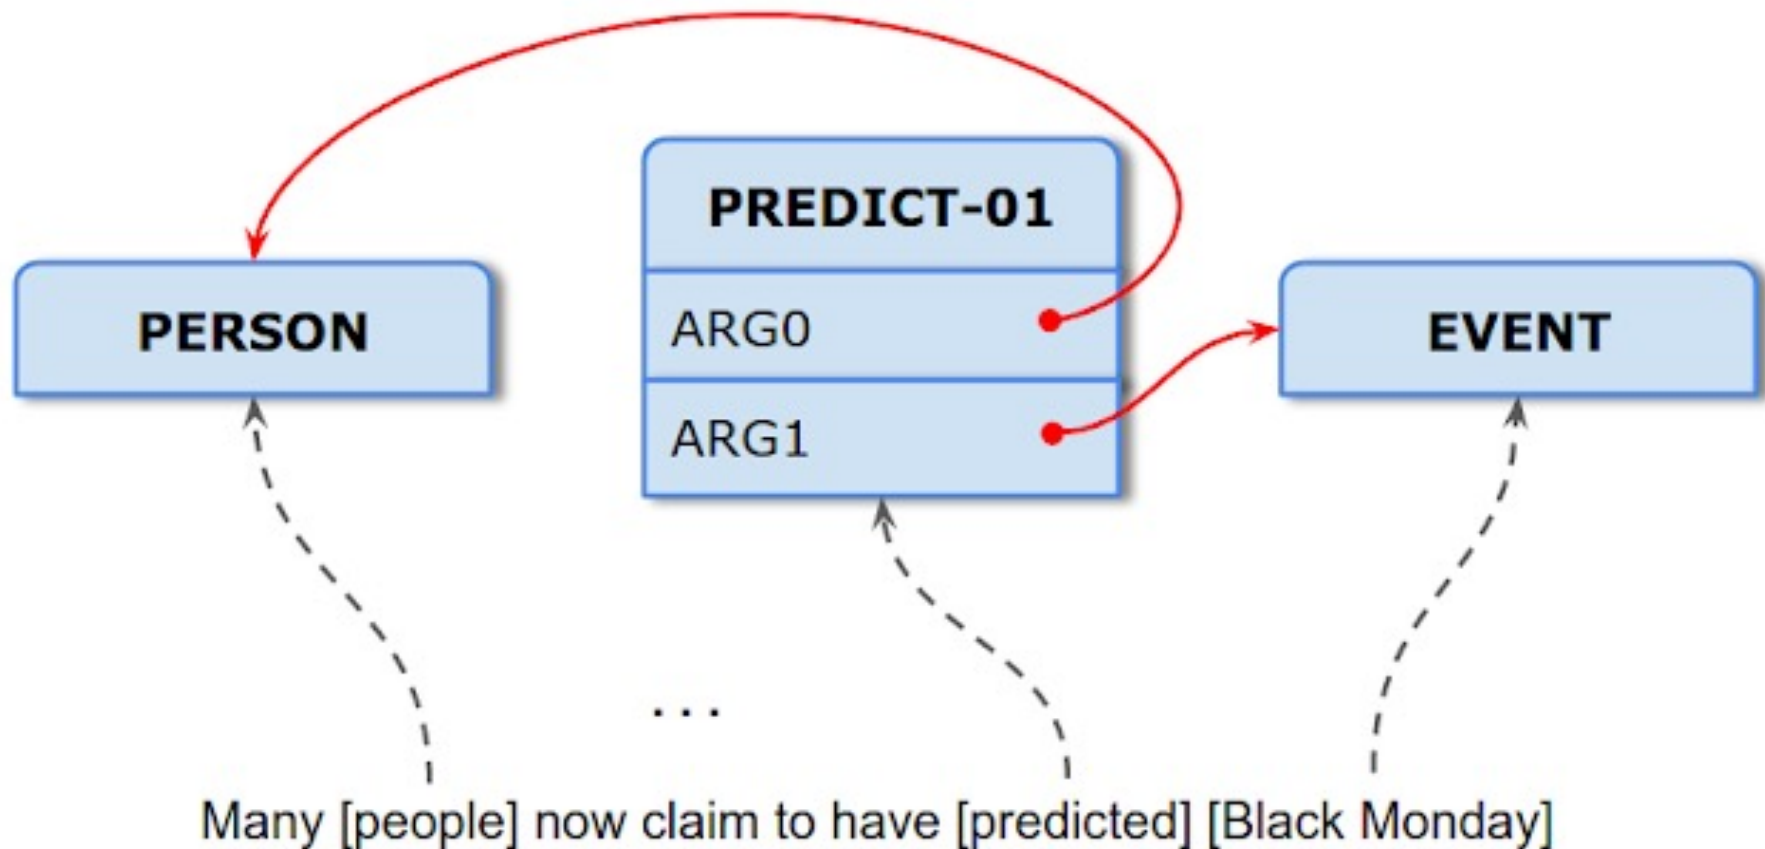 PREDICT-01
PERSON
ARG0
EVENT
ARG1
...
Many [people] now claim to have [predicted] [Black Monday]